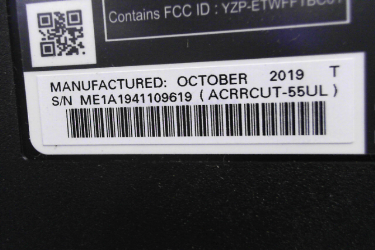 Contains FCC ID : YZP-ETWFFTBC01
MANUFACTURED: OCTOBER 2019 T
S/N ME1A1941109619 ( ACRRCUT-55UL )